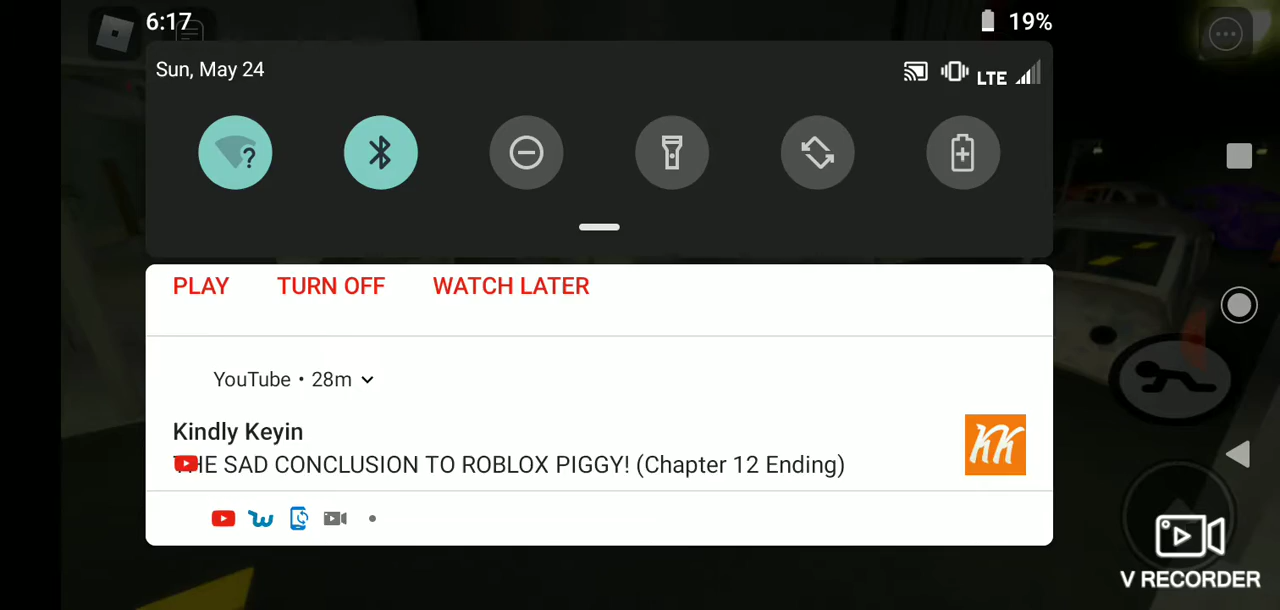 6:17
19%
Sun, May 24
LTE
PLAY TURN OFF WATCH LATER
YouTube • 28m
Kindly Keyin
KK
THE SAD CONCLUSION TO ROBLOX PIGGY! (Chapter 12 Ending)
V RECORDER